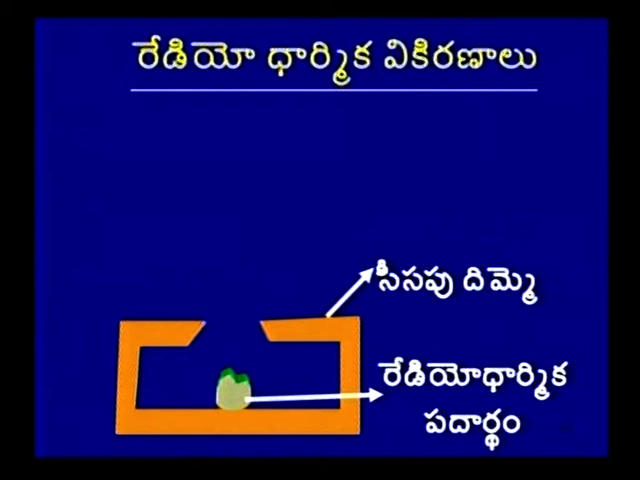 రేడియో ధార్మిక వికిరణాలు
సీసపు దిమ్మె
రేడియోధార్మిక
పదార్థం